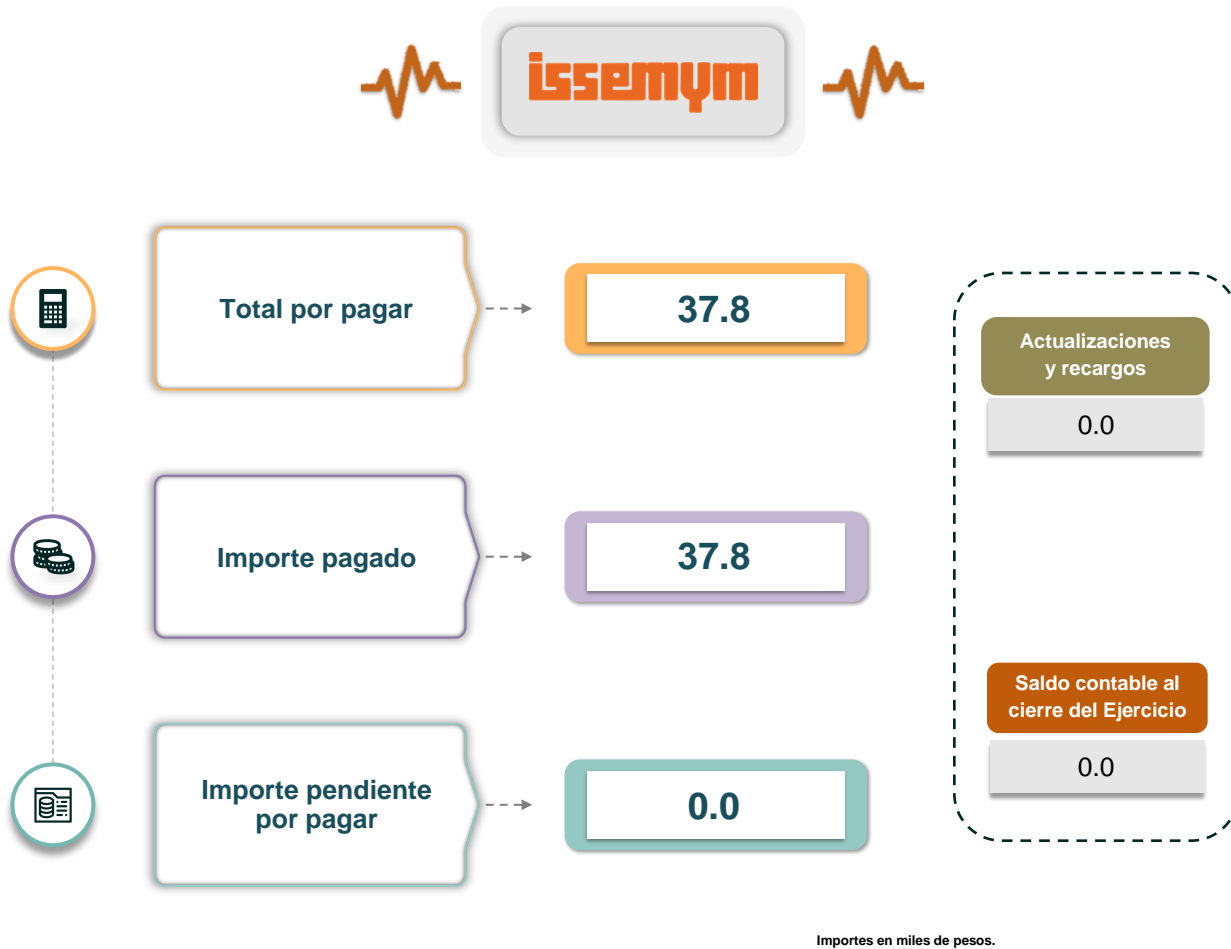 issemym
Total por pagar
37.8
Actualizaciones
y recargos
0.0
Importe pagado
37.8
Saldo contable al
cierre del Ejercicio
0.0
Importe pendiente
por pagar
0.0
Importes en miles de pesos.